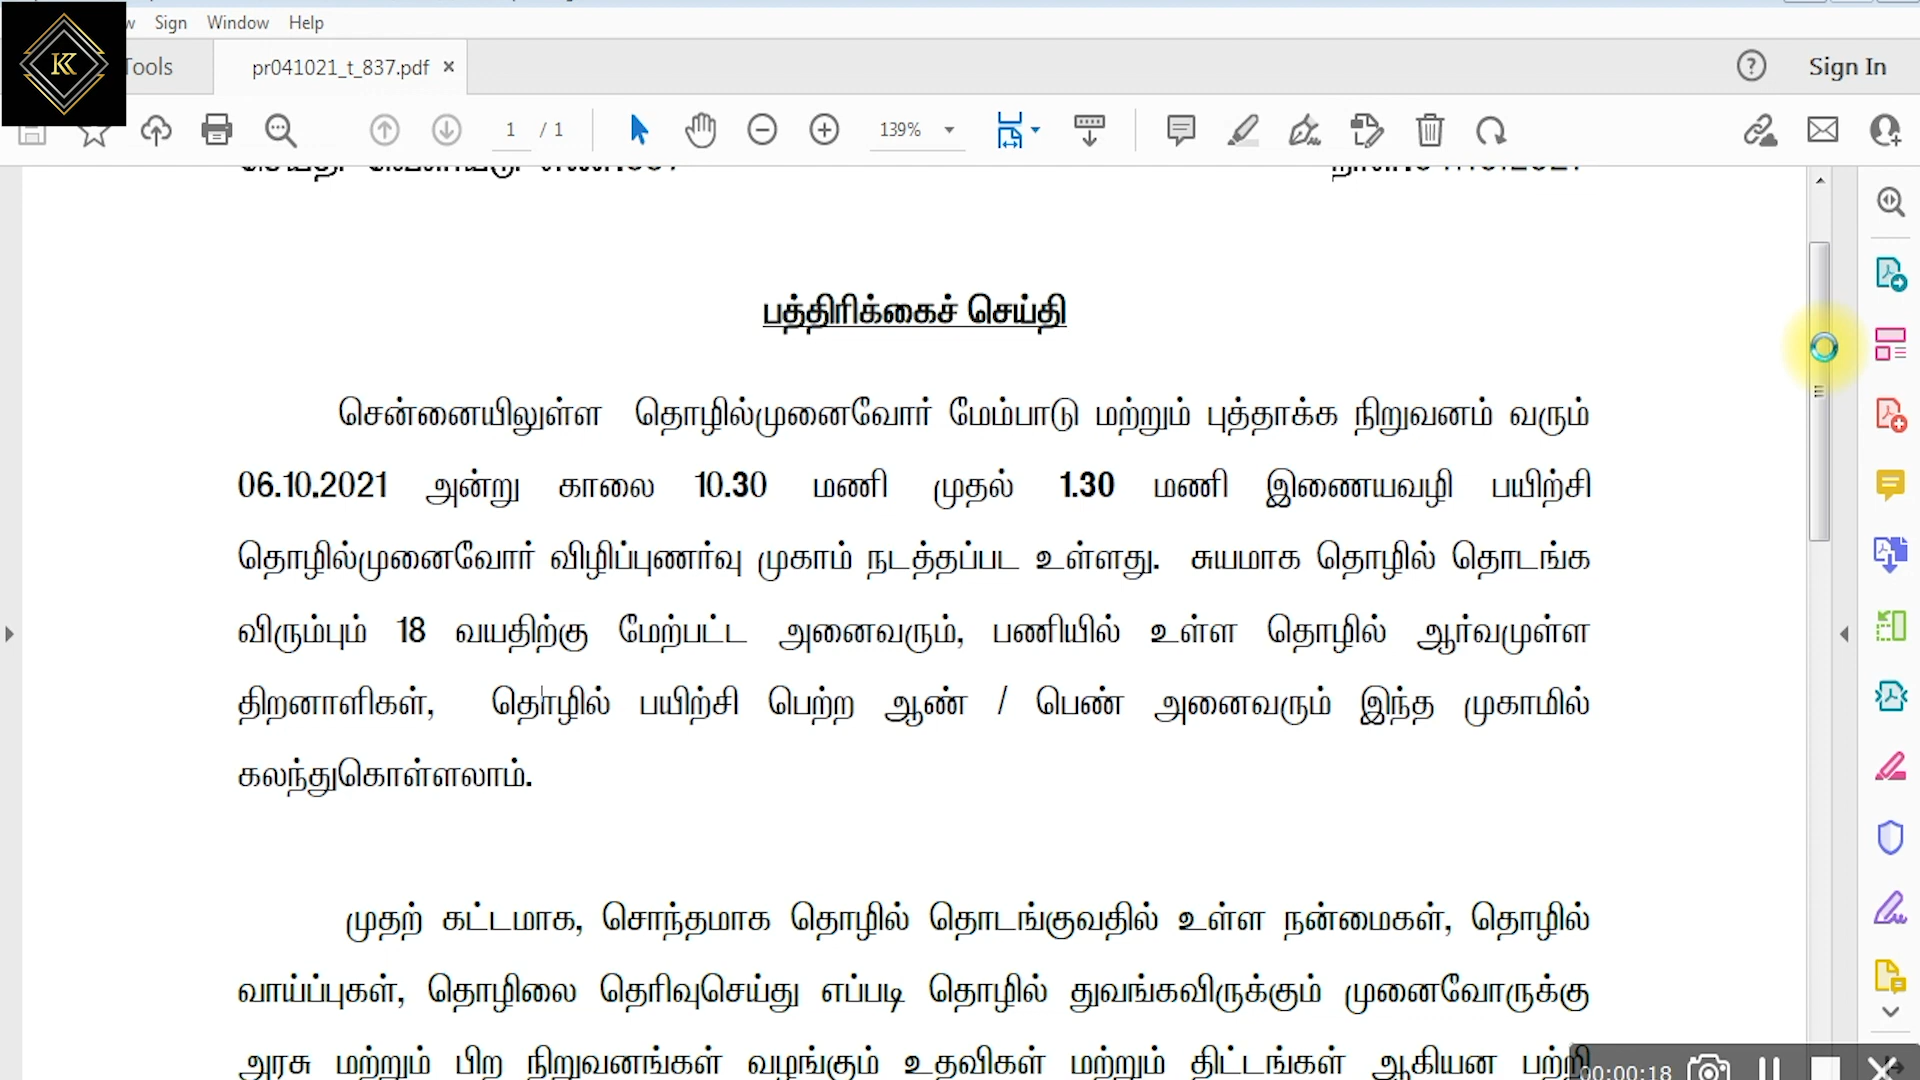 Sign Window Help
Tools pr041021_t_837.pdf × Sign In
1 / 1 139%
பத்திரிக்கைச் செய்தி
சென்னையிலுள்ள தொழில்முனைவோர் மேம்பாடு மற்றும் புத்தாக்க நிறுவனம் வரும்
06.10.2021 அன்று காலை 10.30 மணி முதல் 1.30 மணி இணையவழி பயிற்சி
தொழில்முனைவோர் விழிப்புணர்வு முகாம் நடத்தப்பட உள்ளது. சுயமாக தொழில் தொடங்க
விரும்பும் 18 வயதிற்கு மேற்பட்ட அனைவரும், பணியில் உள்ள தொழில் ஆர்வமுள்ள
திறனாளிகள், தொழில் பயிற்சி பெற்ற ஆண் / பெண் அனைவரும் இந்த முகாமில்
கலந்துகொள்ளலாம்.
முதற் கட்டமாக, சொந்தமாக தொழில் தொடங்குவதில் உள்ள நன்மைகள், தொழில்
வாய்ப்புகள், தொழிலை தெரிவுசெய்து எப்படி தொழில் துவங்கவிருக்கும் முனைவோருக்கு
அரசு மற்றும் பிற நிறுவனங்கள் வழங்கும் உதவிகள் மற்றும் திட்டங்கள் ஆகியன பற்றி
00:00:18